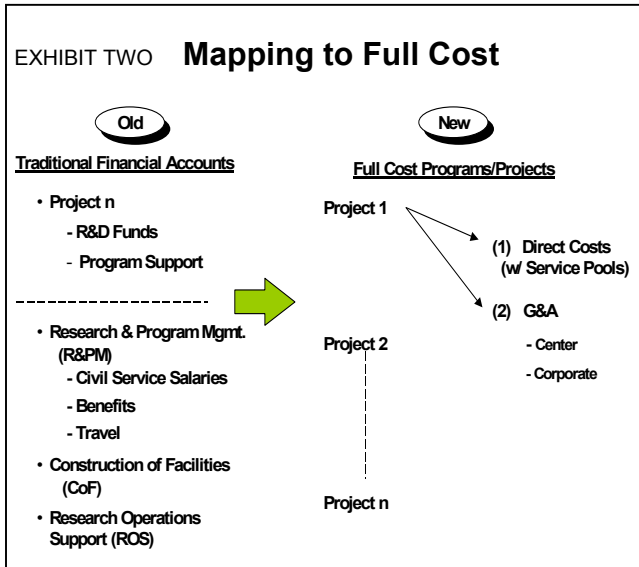 EXHIBIT TWO Mapping to Full Cost
Old
Traditional Financial Accounts
• Project n
- R&D Funds
- Program Support
• Research & Program Mgmt.
(R&PM)
- Civil Service Salaries
- Benefits
- Travel
• Construction of Facilities
(CoF)
• Research Operations
Support (ROS)
New
Full Cost Programs/Projects
Project 1
(1) Direct Costs
(w/ Service Pools)
(2) G&A
- Center
- Corporate
Project 2
Project n